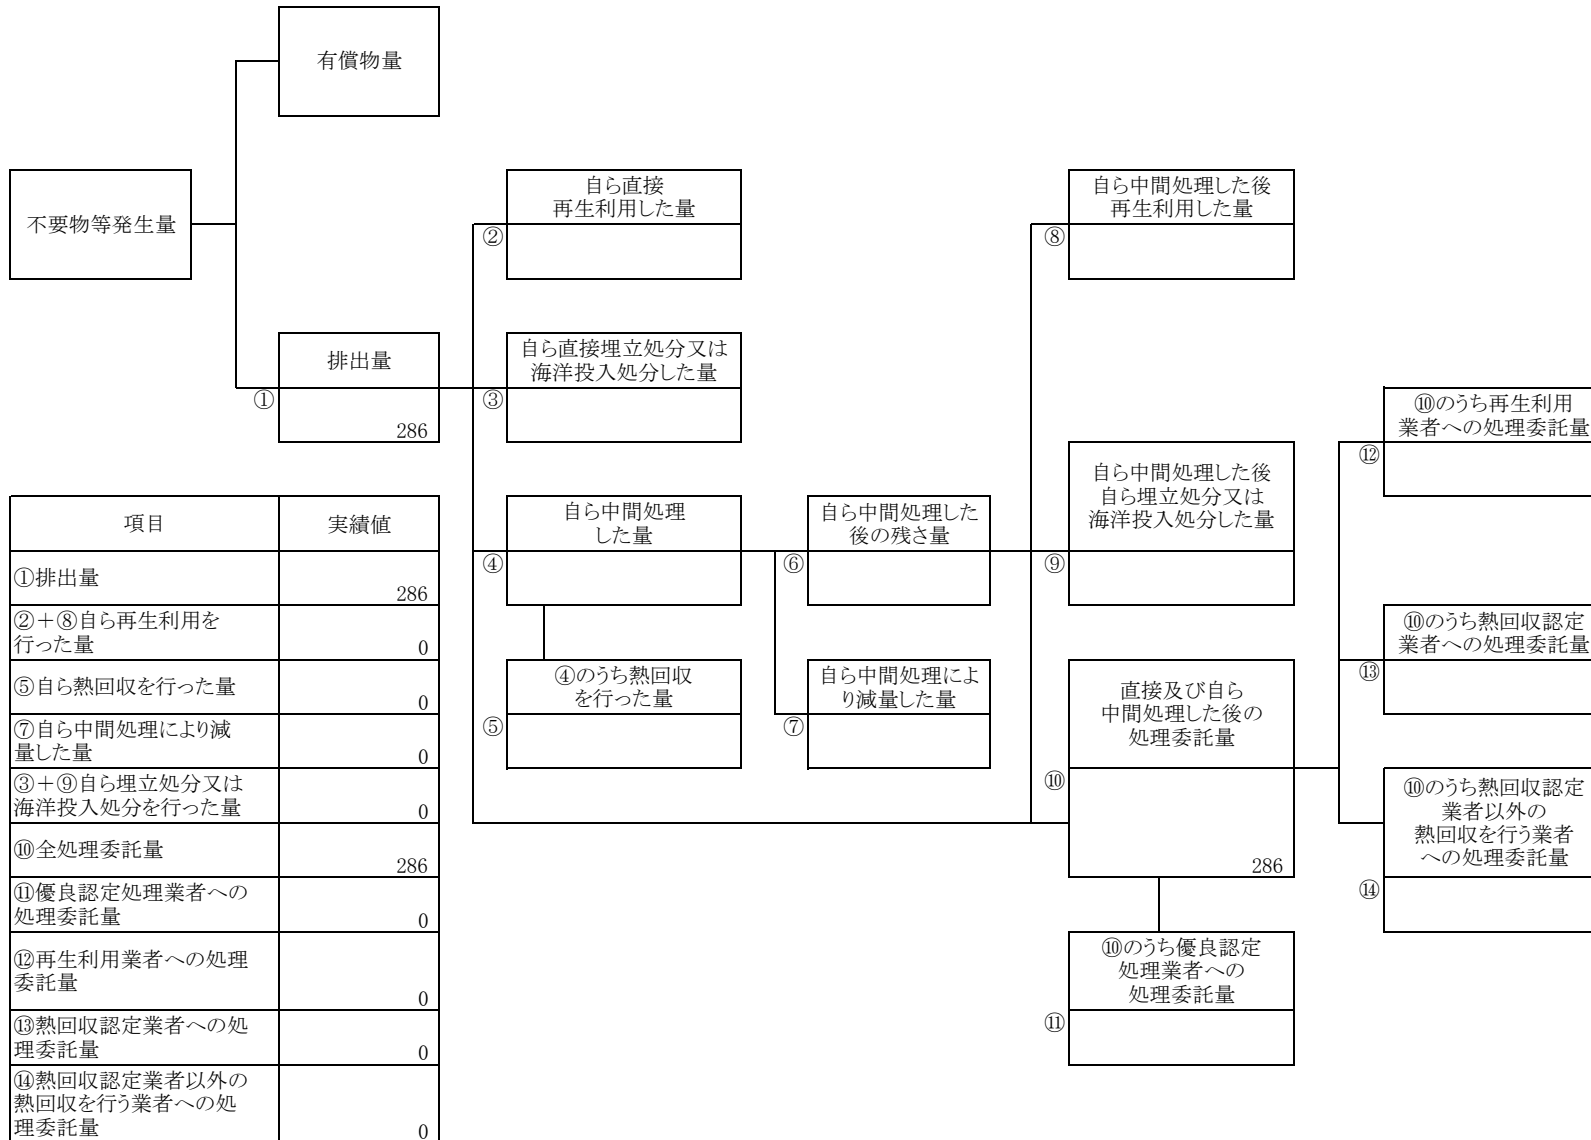 有償物量
不要物等発生量
排出量
①
286
自ら直接
再生利用した量
②
自ら直接埋立処分又は
海洋投入処分した量
③
自ら中間処理
した量
④
④のうち熱回収
を行った量
⑤
自ら中間処理した
後の残さ量
⑥
自ら中間処理によ
り減量した量
⑦
自ら中間処理した後
再生利用した量
⑧
自ら中間処理した後
自ら埋立処分又は
海洋投入処分した量
⑨
直接及び自ら
中間処理した後の
処理委託量
⑩
286
⑩のうち優良認定
処理業者への
処理委託量
⑪
⑩のうち再生利用
業者への処理委託量
⑫
⑩のうち熱回収認定
業者への処理委託量
⑬
⑩のうち熱回収認定
業者以外の
熱回収を行う業者
への処理委託量
⑭
項目 実績値
①排出量
286
②+⑧自ら再生利用を
行った量 0
⑤自ら熱回収を行った量
0
⑦自ら中間処理により減
量した量 0
③+⑨自ら埋立処分又は
海洋投入処分を行った量 0
⑩全処理委託量
286
⑪優良認定処理業者への
処理委託量 0
⑫再生利用業者への処理
委託量
0
⑬熱回収認定業者への処
理委託量 0
⑭熱回収認定業者以外の
熱回収を行う業者への処
理委託量 0